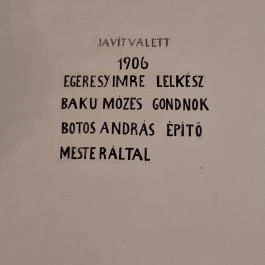 JAVÍTVALETT
1906
EGERESY IMRE LELKÉSZ
BAKU MÓZES GONDNOK
BOTOS ANDRÁS ÉPÍTŐ
MESTERÁLTAL